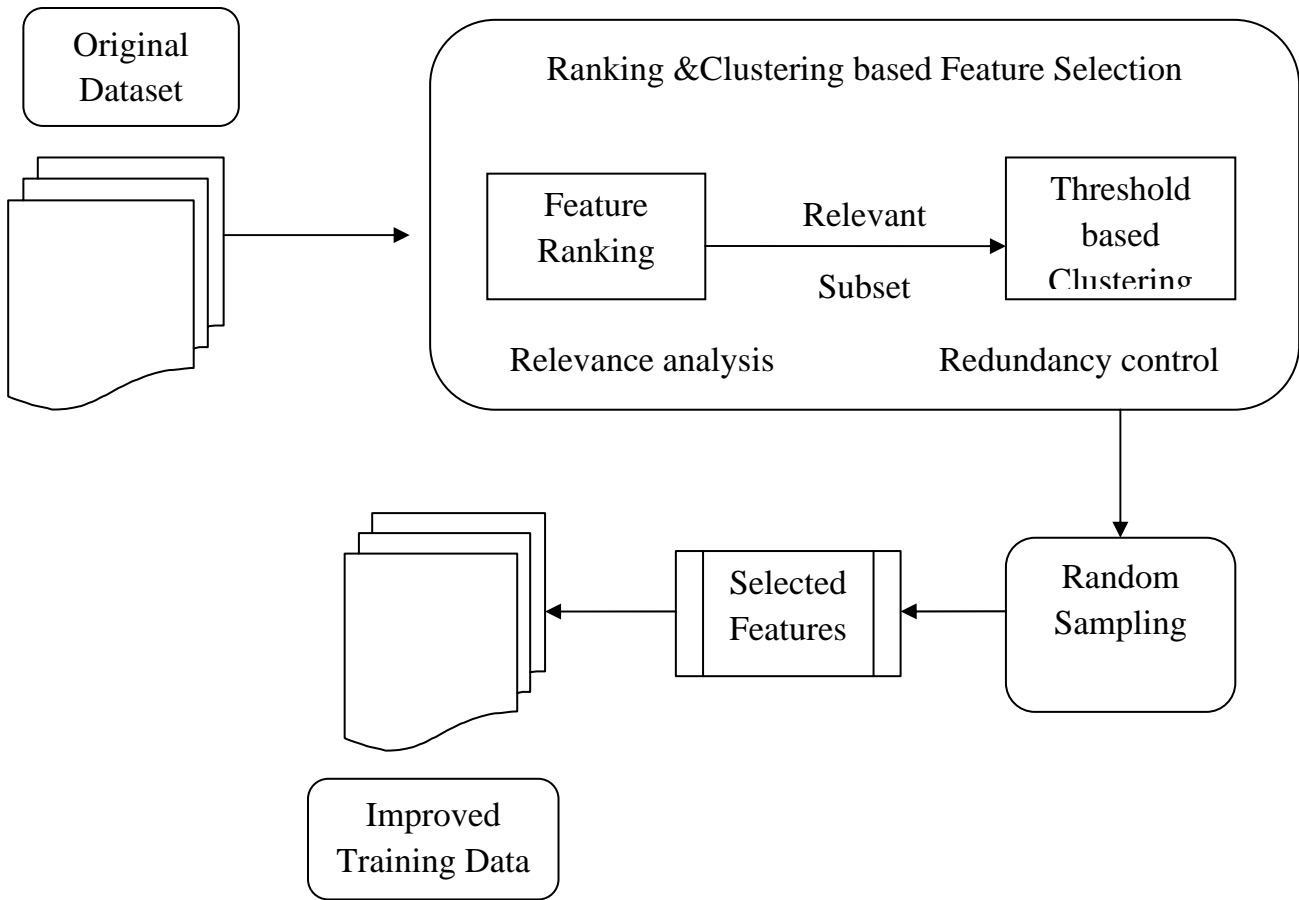 Original
Dataset
Ranking &Clustering based Feature Selection
Feature
Ranking
Relevant
Subset
Threshold
based
Clustering
Relevance analysis
Redundancy control
Selected
Features
Random
Sampling
Improved
Training Data